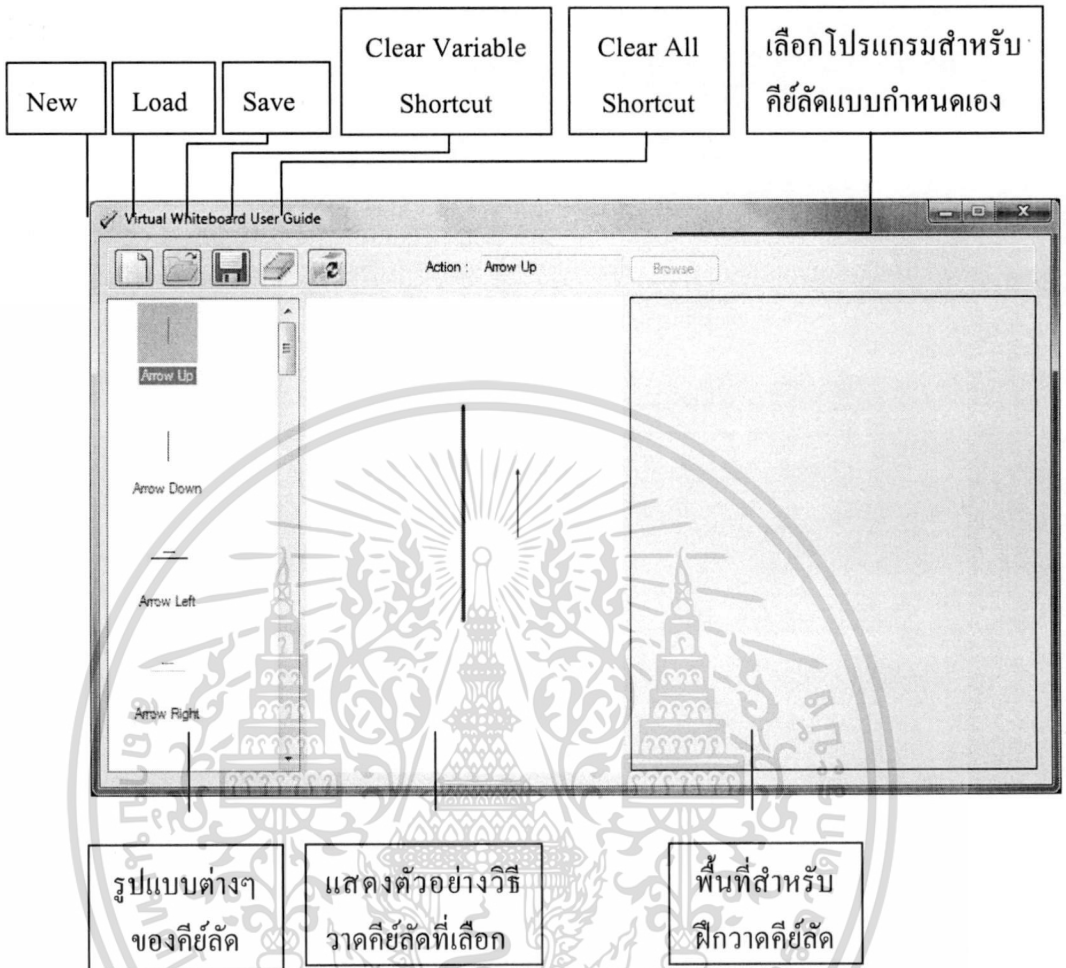 Clear Variable
Shortcut
Clear All
Shortcut
เลือกโปรแกรมสำหรับ
คีย์ลัดแบบกำหนดเอง
New
Load
Save
Virtual Whiteboard User Guide
Action : Arrow Up
Browse
Arrow Up
Arrow Down
Arrow Left
Arrow Right
รูปแบบต่างๆ
ของคีย์ลัด
แสดงตัวอย่างวิธี
วาดคีย์ลัดที่เลือก
พื้นที่สำหรับ
ฝึกวาดคีย์ลัด